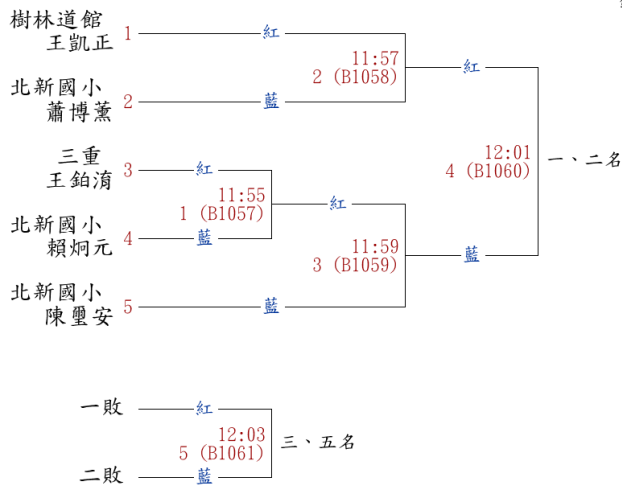 樹林道館
王凱正 1
紅
11:57
2 (B1058)
紅
北新國小
蕭博薰 2
藍
12:01
4 (B1060)
一、二名
三重
王鉑淯 3
紅
11:55
1 (B1057)
紅
北新國小
賴炯元 4
藍
11:59
3 (B1059)
藍
北新國小
陳璽安 5
藍
一敗
紅
12:03
5 (B1061)
三、五名
二敗
藍